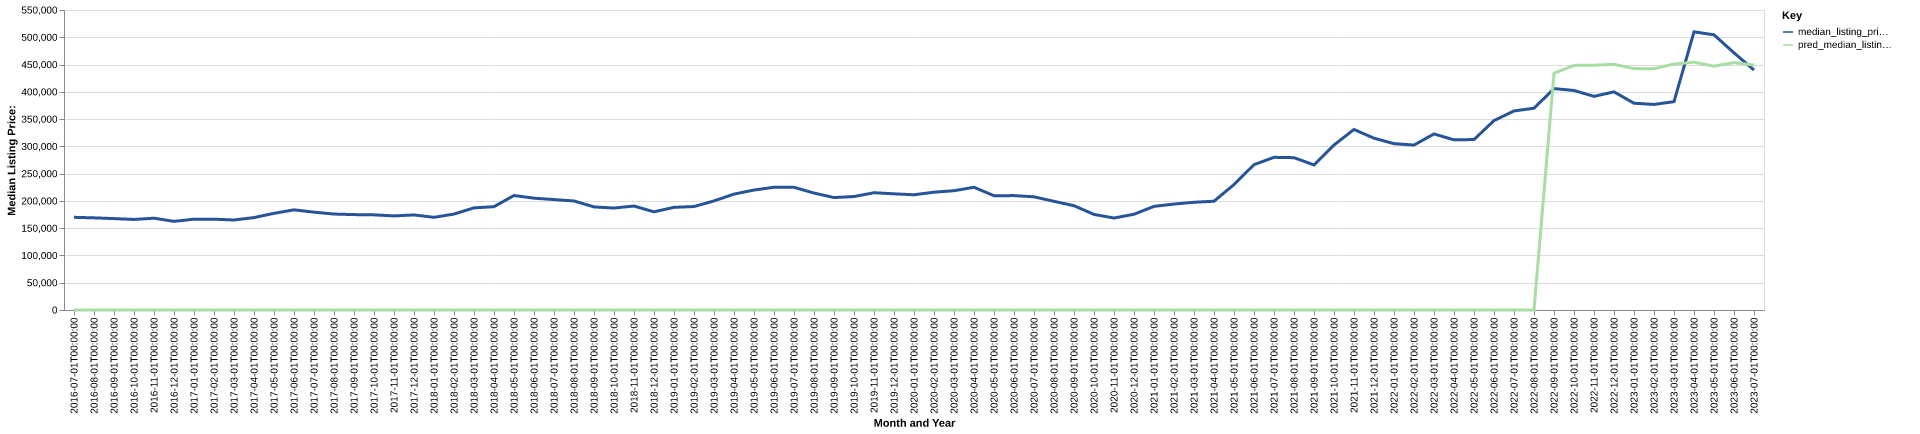 550,000
500,000
450,000
400,000
350,000
300,000
250,000
200,000
150,000
100,000
50,000
0
Median Listing Price:
2016-07-01T00:00:00
2016-08-01T00:00:00
2016-09-01T00:00:00
2016-10-01T00:00:00
2016-11-01T00:00:00
2016-12-01T00:00:00
2017-01-01T00:00:00
2017-02-01T00:00:00
2017-03-01T00:00:00
2017-04-01T00:00:00
2017-05-01T00:00:00
2017-06-01T00:00:00
2017-07-01T00:00:00
2017-08-01T00:00:00
2017-09-01T00:00:00
2017-10-01T00:00:00
2017-11-01T00:00:00
2017-12-01T00:00:00
2018-01-01T00:00:00
2018-02-01T00:00:00
2018-03-01T00:00:00
2018-04-01T00:00:00
2018-05-01T00:00:00
2018-06-01T00:00:00
2018-07-01T00:00:00
2018-08-01T00:00:00
2018-09-01T00:00:00
2018-10-01T00:00:00
2018-11-01T00:00:00
2018-12-01T00:00:00
2019-01-01T00:00:00
2019-02-01T00:00:00
2019-03-01T00:00:00
2019-04-01T00:00:00
2019-05-01T00:00:00
2019-06-01T00:00:00
2019-07-01T00:00:00
2019-08-01T00:00:00
2019-09-01T00:00:00
2019-10-01T00:00:00
2019-11-01T00:00:00
2019-12-01T00:00:00
2020-01-01T00:00:00
2020-02-01T00:00:00
2020-03-01T00:00:00
2020-04-01T00:00:00
2020-05-01T00:00:00
2020-06-01T00:00:00
2020-07-01T00:00:00
2020-08-01T00:00:00
2020-09-01T00:00:00
2020-10-01T00:00:00
2020-11-01T00:00:00
2020-12-01T00:00:00
2021-01-01T00:00:00
2021-02-01T00:00:00
2021-03-01T00:00:00
2021-04-01T00:00:00
2021-05-01T00:00:00
2021-06-01T00:00:00
2021-07-01T00:00:00
2021-08-01T00:00:00
2021-09-01T00:00:00
2021-10-01T00:00:00
2021-11-01T00:00:00
2021-12-01T00:00:00
2022-01-01T00:00:00
2022-02-01T00:00:00
2022-03-01T00:00:00
2022-04-01T00:00:00
2022-05-01T00:00:00
2022-06-01T00:00:00
2022-07-01T00:00:00
2022-08-01T00:00:00
2022-09-01T00:00:00
2022-10-01T00:00:00
2022-11-01T00:00:00
2022-12-01T00:00:00
2023-01-01T00:00:00
2023-02-01T00:00:00
2023-03-01T00:00:00
2023-04-01T00:00:00
2023-05-01T00:00:00
2023-06-01T00:00:00
2023-07-01T00:00:00
Month and Year
Key
median_listing_pri…
pred_median_listin…